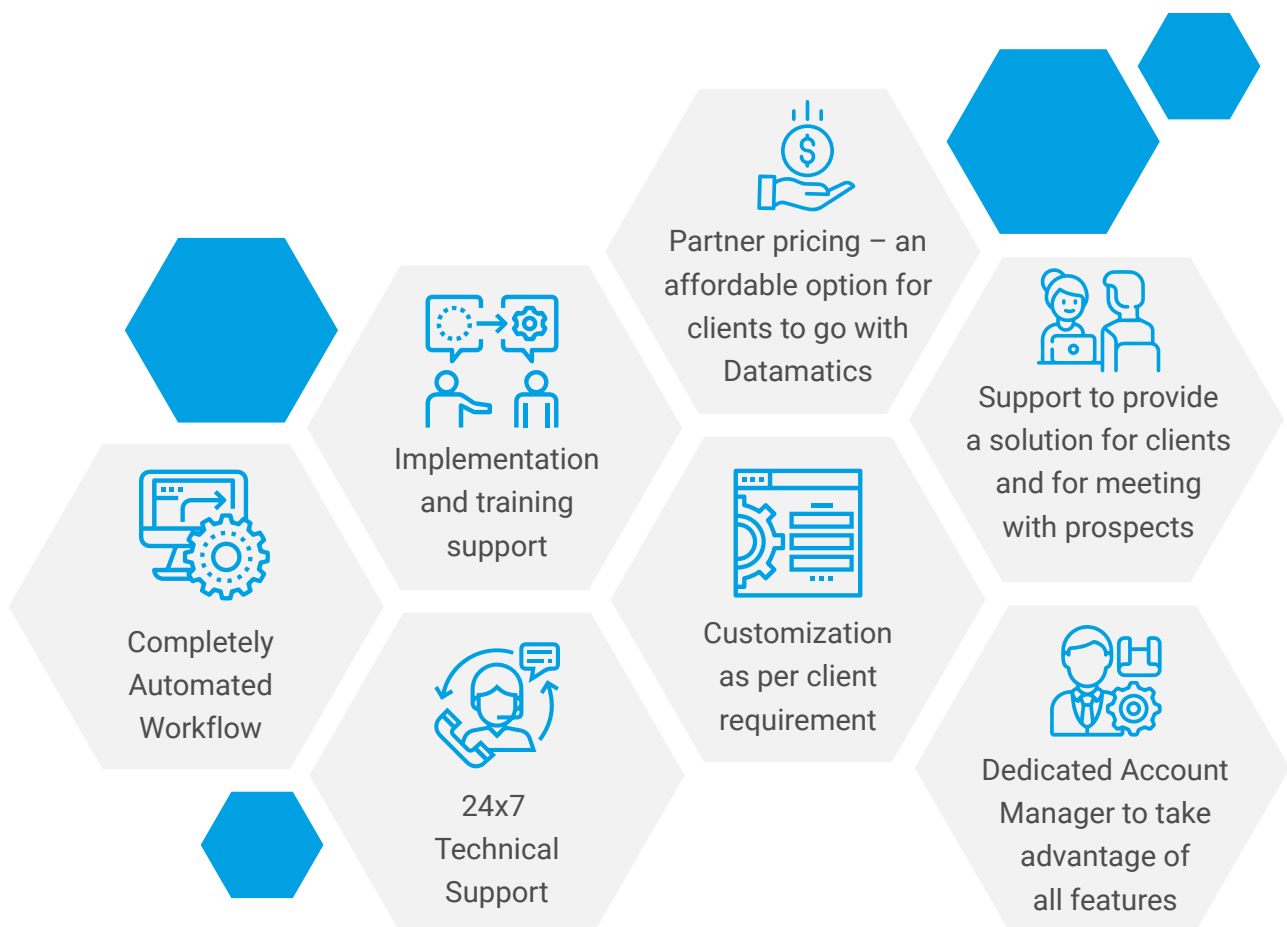 Partner pricing – an
affordable option for
clients to go with
Datamatics
Support to provide
a solution for clients
and for meeting
with prospects
Implementation
and training
support
Completely
Automated
Workflow
Customization
as per client
requirement
24x7
Technical
Support
Dedicated Account
Manager to take
advantage of
all features